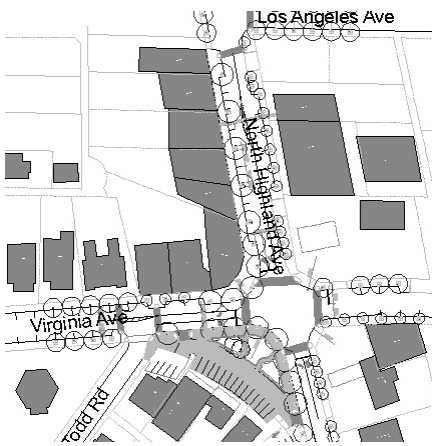 Los Angeles Ave
North Highland Ave
Virginia Ave
Todd Rd